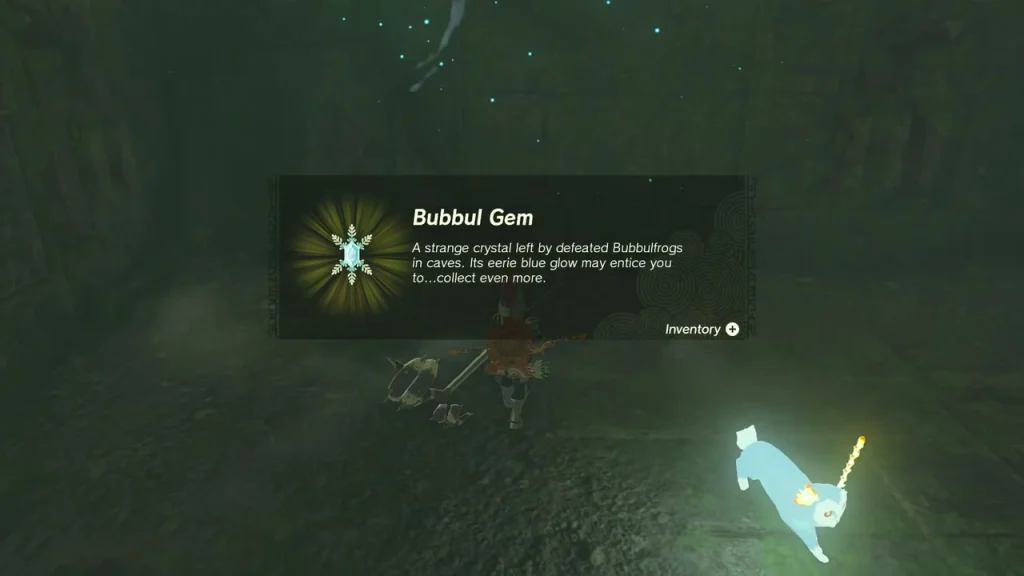 Bubbul Gem
A strange crystal left by defeated Bubbulfrogs
in caves. Its eerie blue glow may entice you
to...collect even more.
Inventory